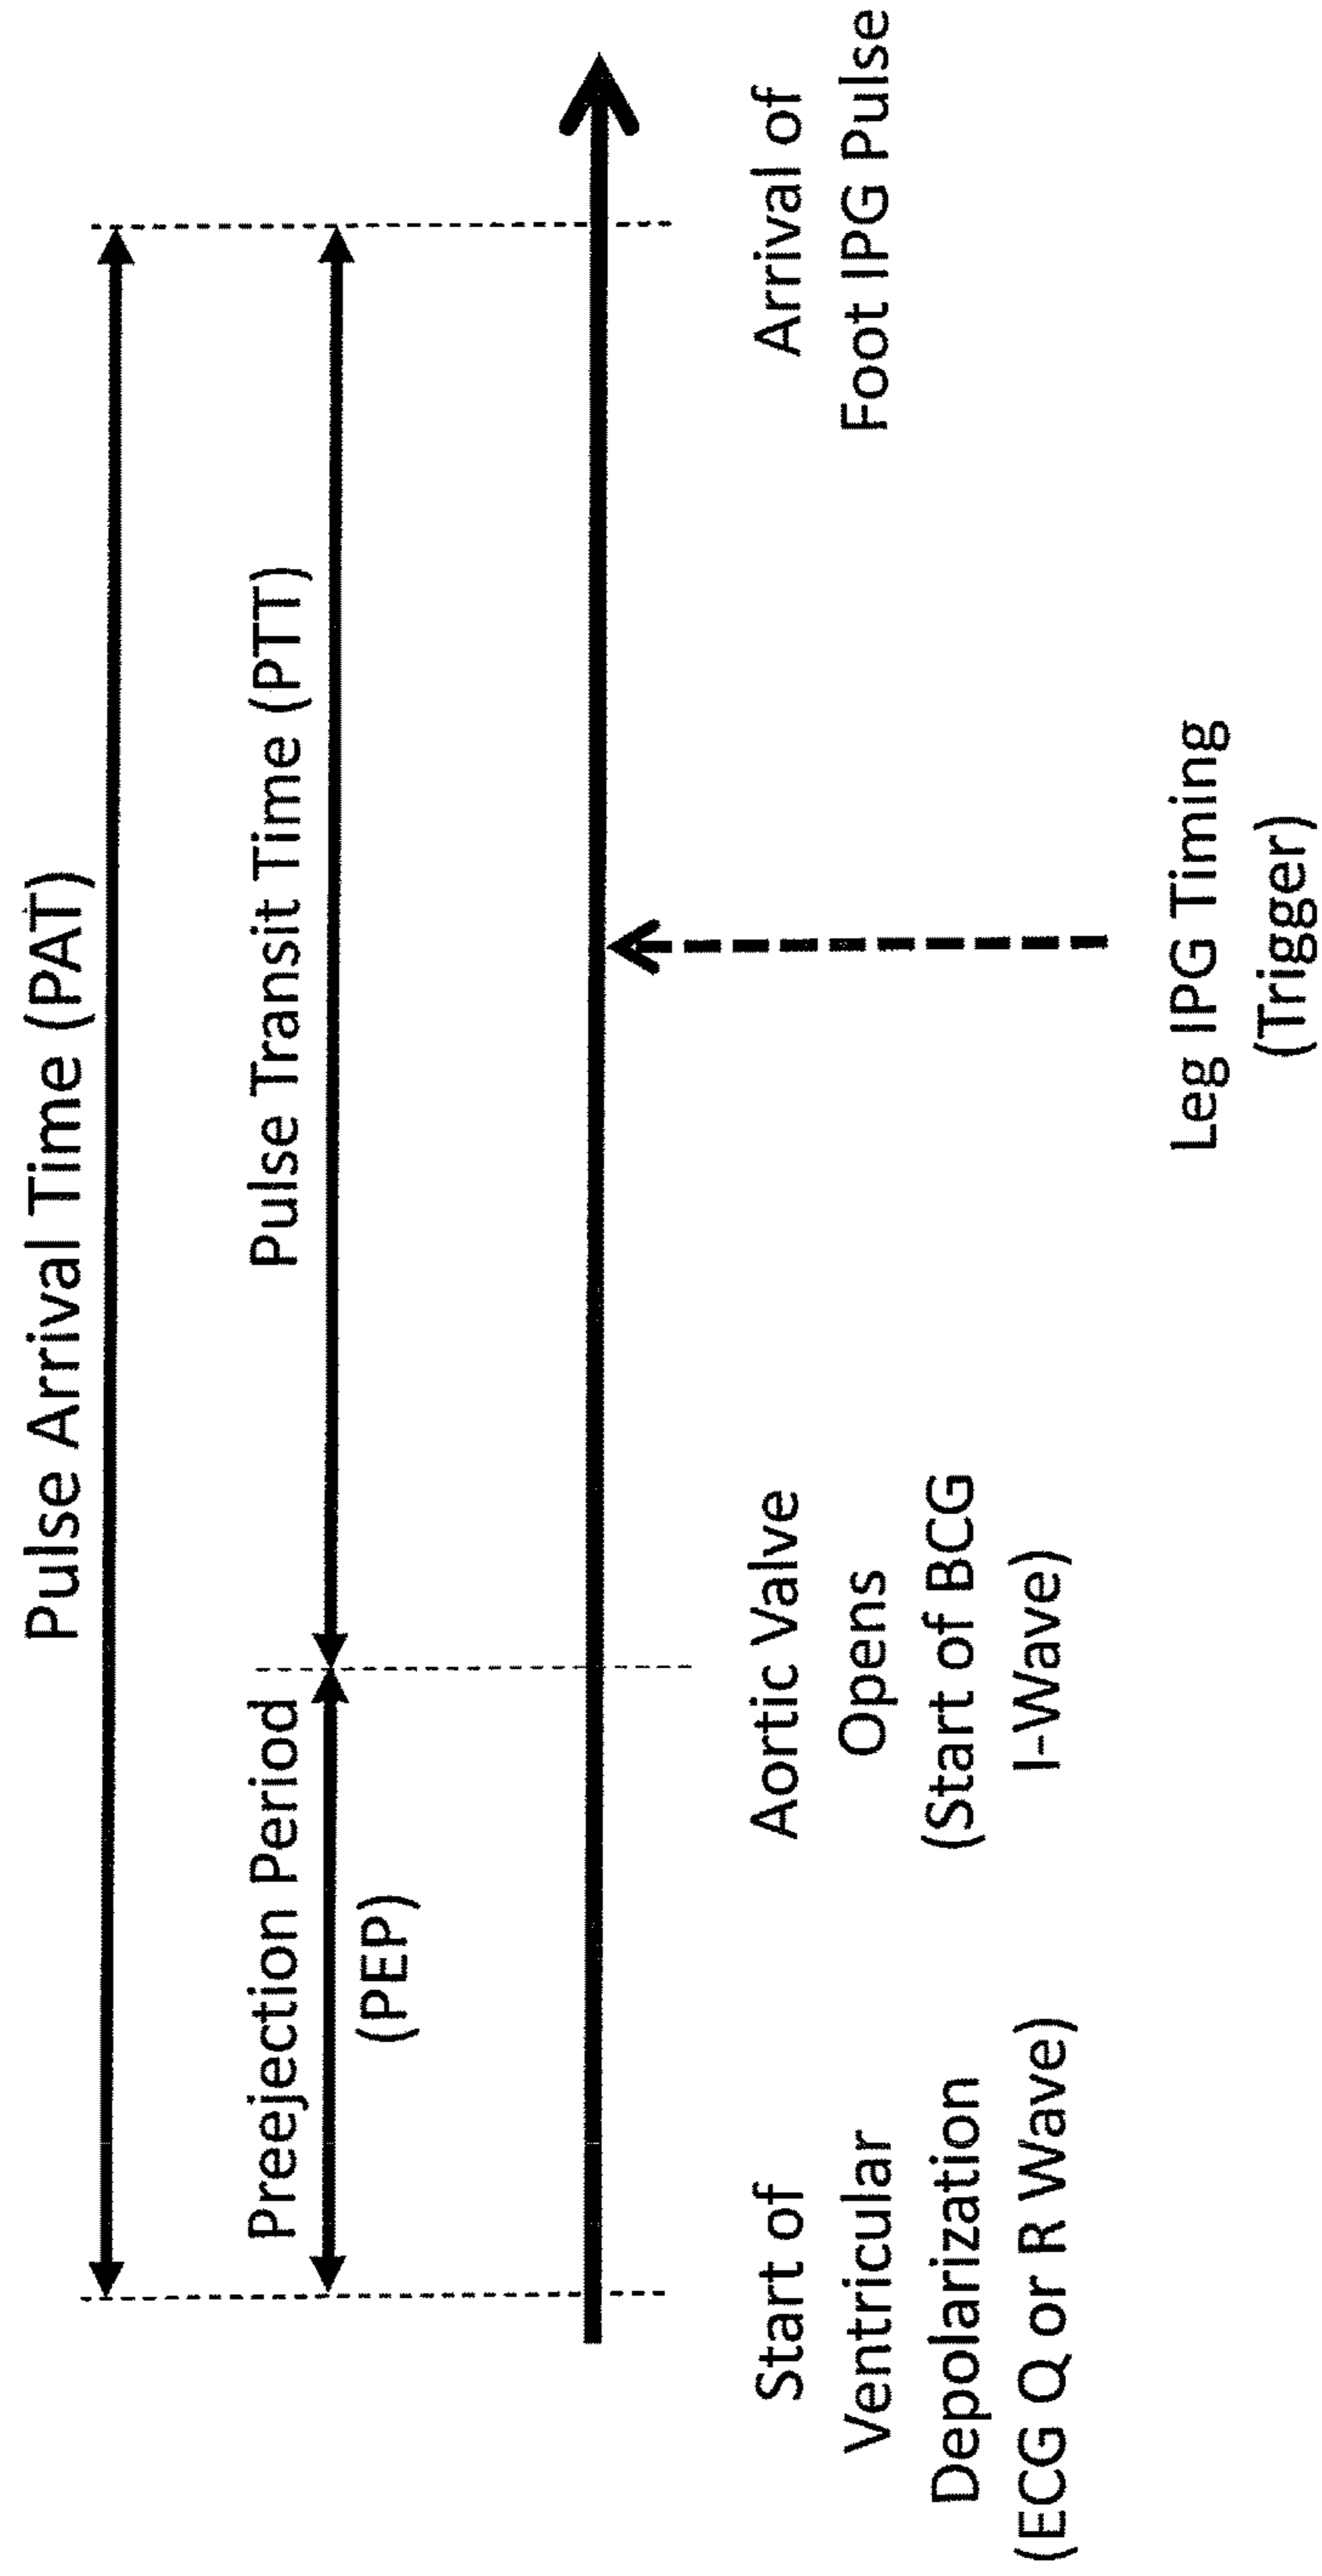 Pulse Arrival Time (PAT)
Preejection Period
(PEP)
Pulse Transit Time (PTT)
Start of
Ventricular
Depolarization
(ECG Q or R Wave)
Aortic Valve
Opens
(Start of BCG
I-Wave)
Arrival of
Foot IPG Pulse
Leg IPG Timing
(Trigger)